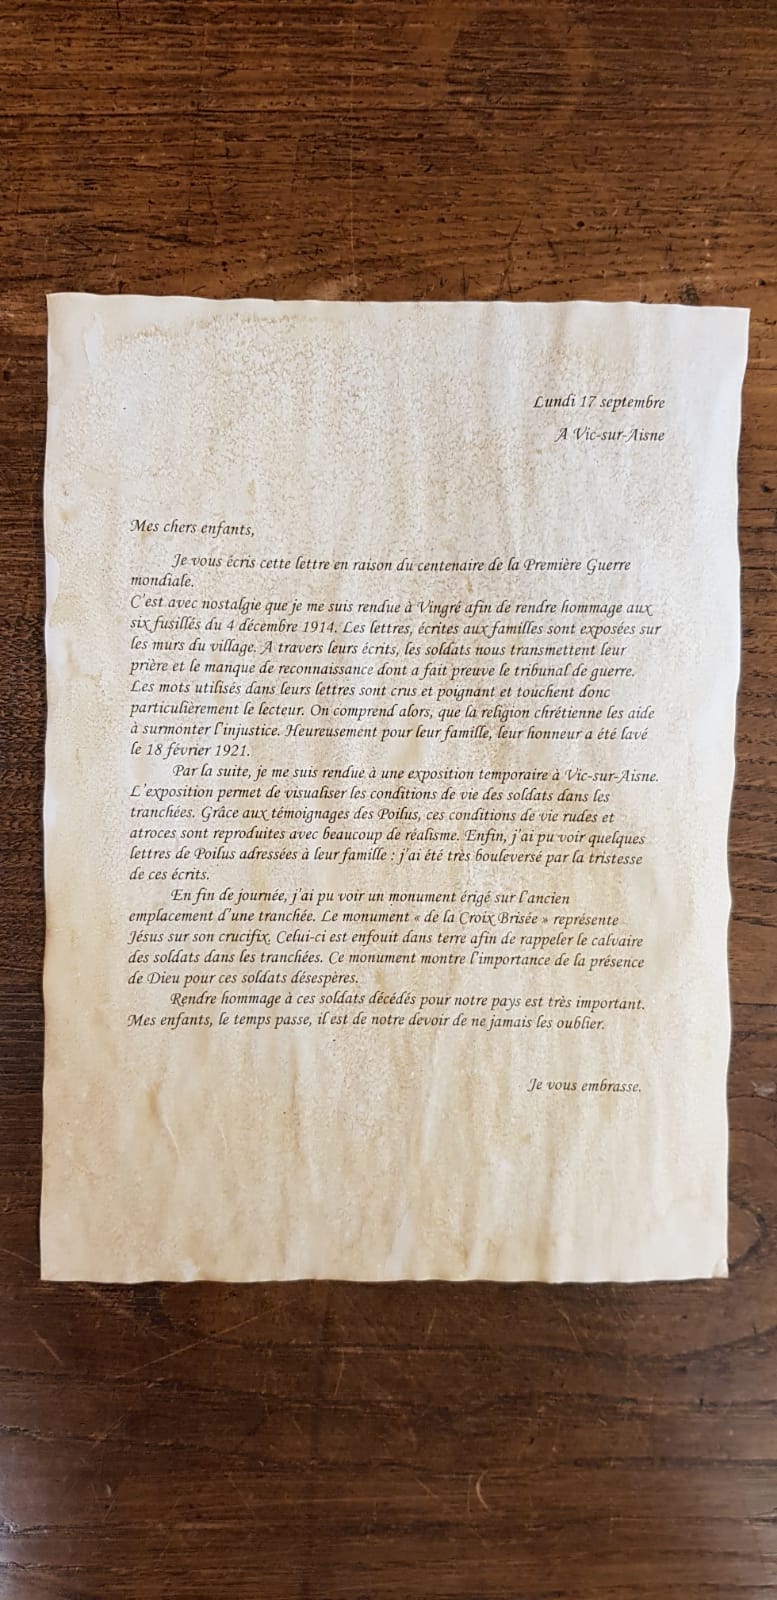 Lundi 17 septembre
A Vic-sur-Aisne
Mes chers enfants,
Je vous écris cette lettre en raison du centenaire de la Première Guerre
mondiale.
C'est avec nostalgie que je me suis rendue à Vingré afin de rendre hommage aux
six fusillés du 4 décembre 1914. Les lettres, écrites aux familles sont exposées sur
les murs du village. A travers leurs écrits, les soldats nous transmettent leur
prière et le manque de reconnaissance dont a fait preuve le tribunal de guerre.
Les mots utilisés dans leurs lettres sont crus et poignant et touchent donc
particulièrement le lecteur. On comprend alors, que la religion chrétienne les aide
à surmonter l'injustice. Heureusement pour leur famille, leur honneur a été lavé
le 18 février 1921.
Par la suite, je me suis rendue à une exposition temporaire à Vic-sur-Aisne.
L'exposition permet de visualiser les conditions de vie des soldats dans les
tranchées. Grâce aux témoignages des Poilus, ces conditions de vie rudes et
atroces sont reproduites avec beaucoup de réalisme. Enfin, j'ai pu voir quelques
lettres de Poilus adressées à leur famille : j'ai été très bouleversé par la tristesse
de ces écrits.
En fin de journée, j'ai pu voir un monument érigé sur l'ancien
emplacement d'une tranchée. Le monument « de la Croix Brisée » représente
Jésus sur son crucifix. Celui-ci est enfouit dans terre afin de rappeler le calvaire
des soldats dans les tranchées. Ce monument montre l'importance de la présence
de Dieu pour ces soldats désespères.
Rendre hommage à ces soldats décédés pour notre pays est très important.
Mes enfants, le temps passe, il est de notre devoir de ne jamais les oublier.
Je vous embrasse.